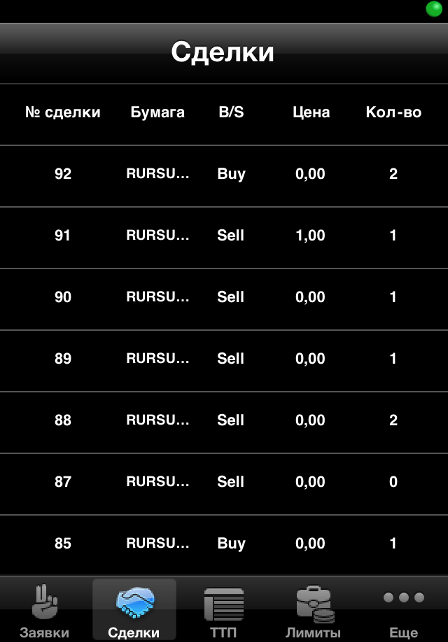 Сделки
№ сделки Бумага B/S Цена Кол-во
92 RURSU... Buy 0,00 2
91 RURSU... Sell 1,00 1
90 RURSU... Sell 0,00 1
89 RURSU... Sell 0,00 1
88 RURSU... Sell 0,00 2
87 RURSU... Sell 0,00 0
85 RURSU... Buy 0,00 1
Заявки Сделки ТТП Лимиты Еще